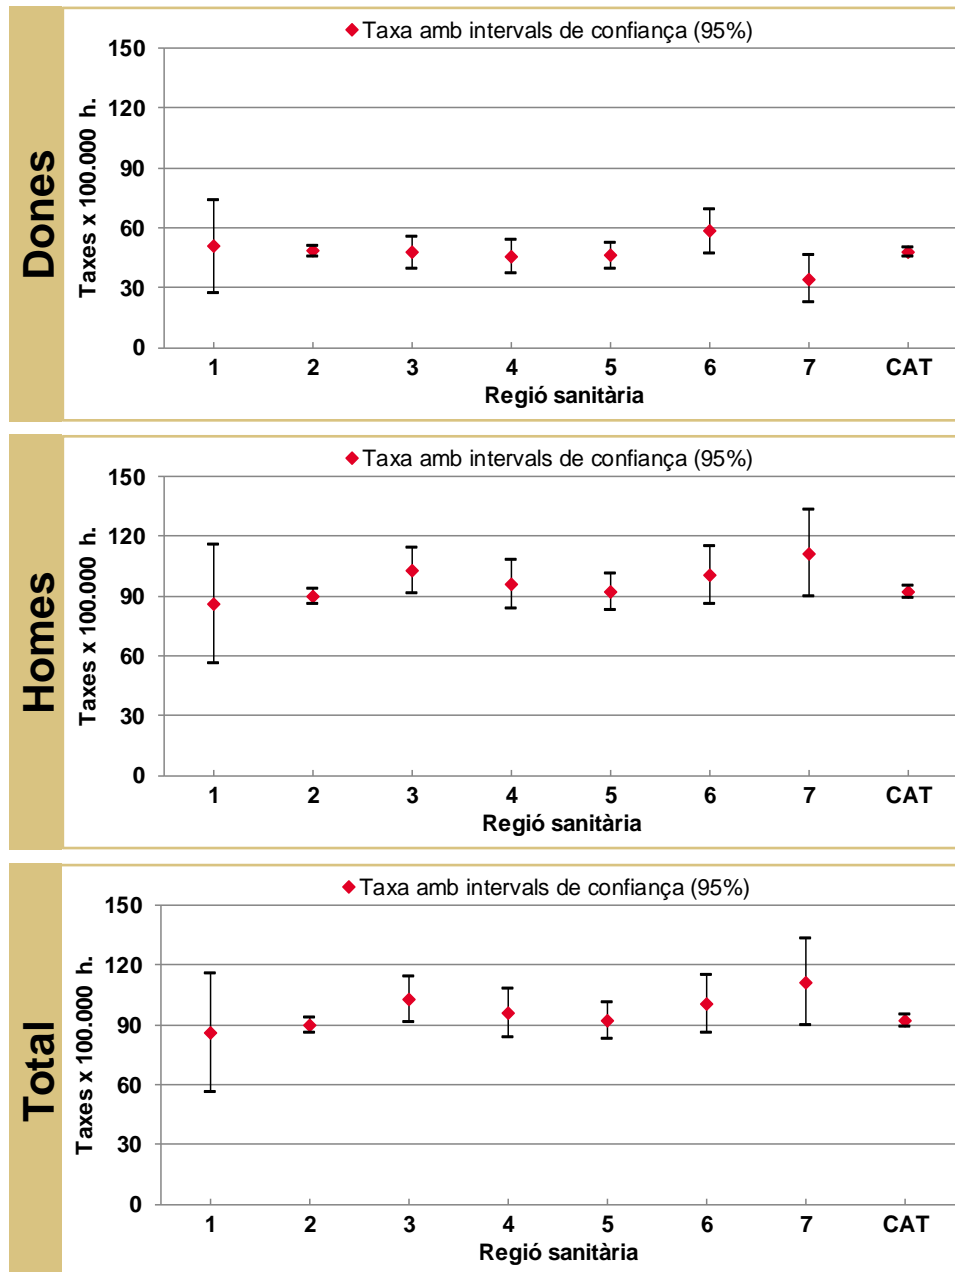 Dones
Taxa amb intervals de confiança (95%)
Taxes x 100.000 h.
150
120
90
60
30
0
1 2 3 4 5 6 7 CAT
Regió sanitària
Homes
Taxa amb intervals de confiança (95%)
Taxes x 100.000 h.
150
120
90
60
30
0
1 2 3 4 5 6 7 CAT
Regió sanitària
Total
Taxa amb intervals de confiança (95%)
Taxes x 100.000 h.
150
120
90
60
30
0
1 2 3 4 5 6 7 CAT
Regió sanitària